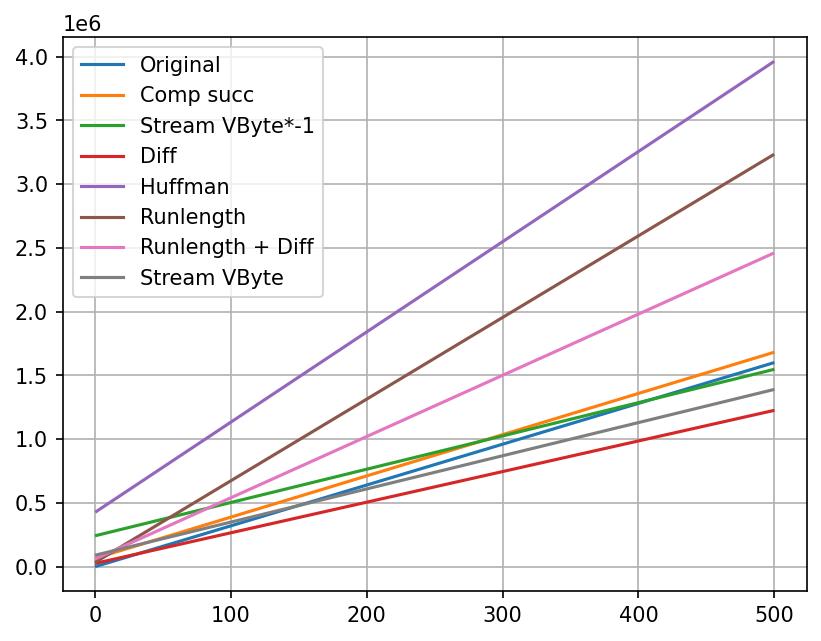 1e6
4.0
3.5
3.0
2.5
2.0
1.5
1.0
0.5
0.0
Original
Comp succ
Stream VByte*-1
Diff
Huffman
Runlength
Runlength + Diff
Stream VByte
0 100 200 300 400 500